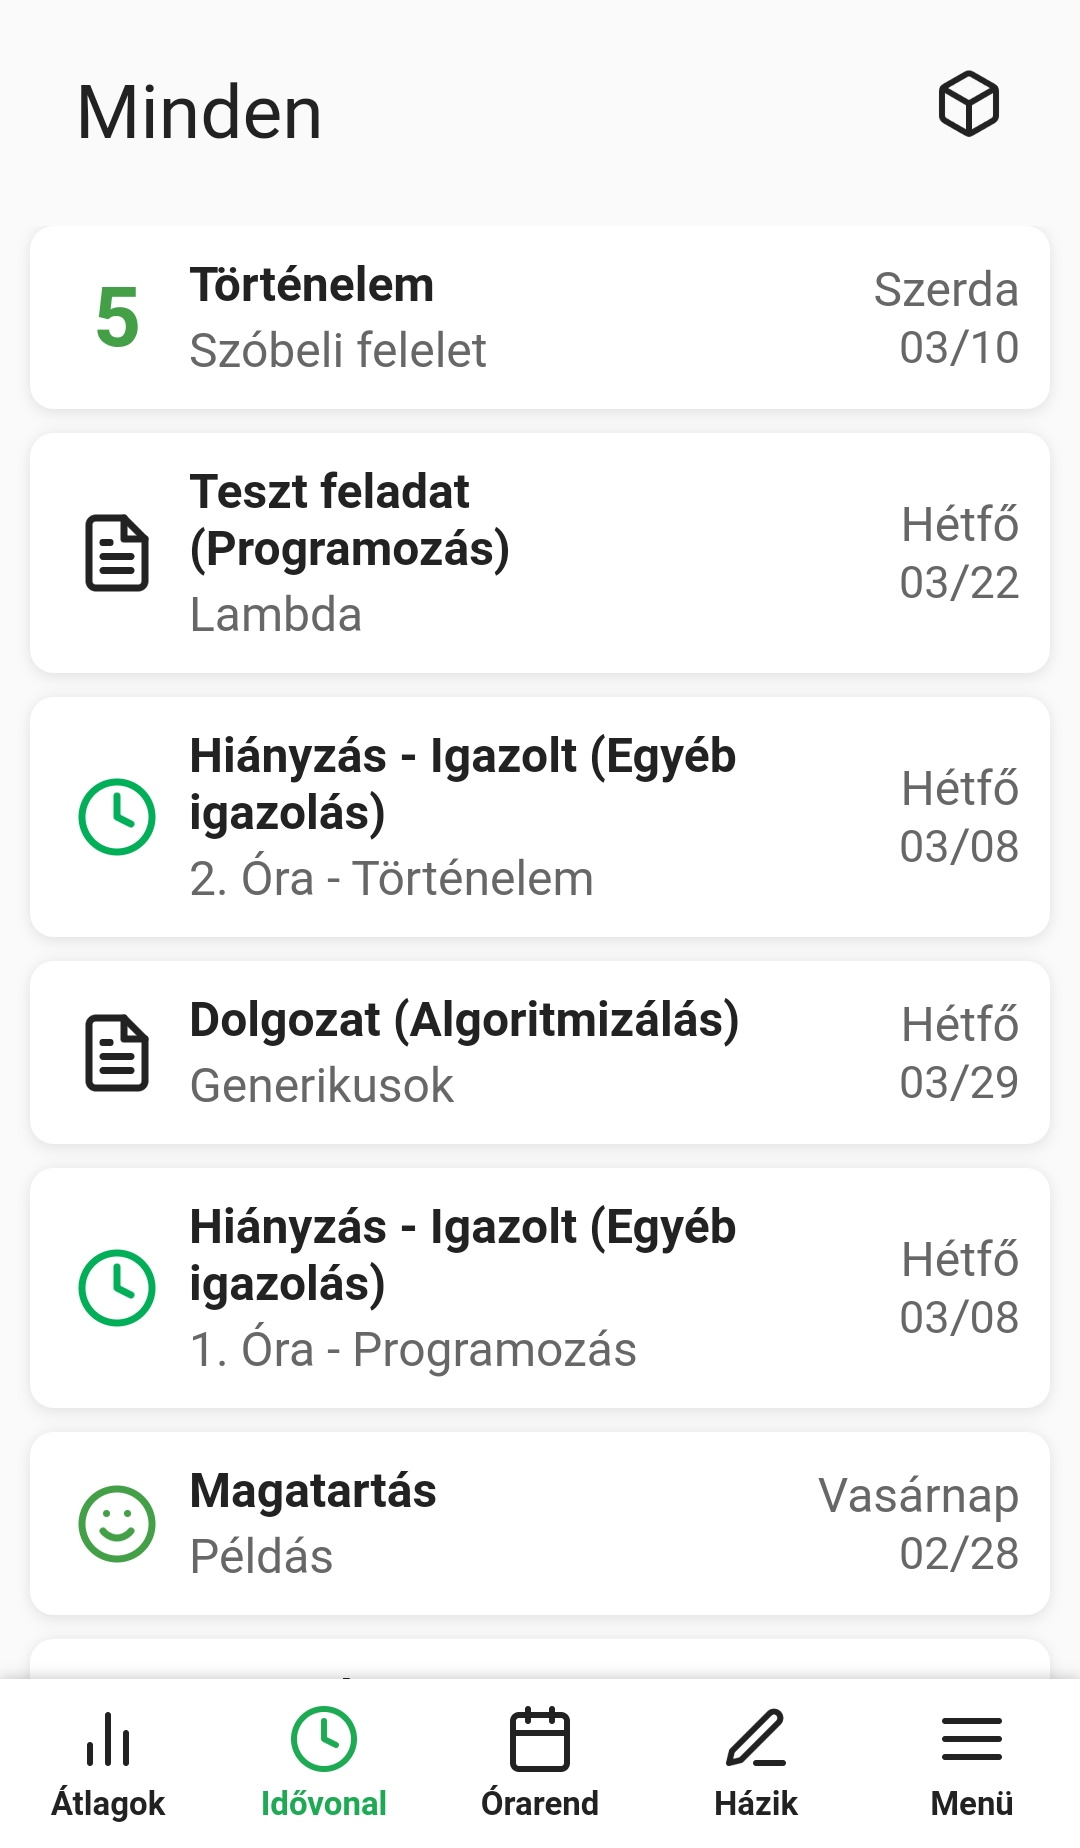 Minden
5
Történelem
Szóbeli felelet
Szerda
03/10
Teszt feladat
(Programozás)
Lambda
Hétfő
03/22
Hiányzás - Igazolt (Egyéb
igazolás)
2. Óra - Történelem
Hétfő
03/08
Dolgozat (Algoritmizálás)
Generikusok
Hétfő
03/29
Hiányzás - Igazolt (Egyéb
igazolás)
1. Óra - Programozás
Hétfő
03/08
Magatartás
Példás
Vasárnap
02/28
Átlagok
Idővonal
Órarend
Házik
Menü